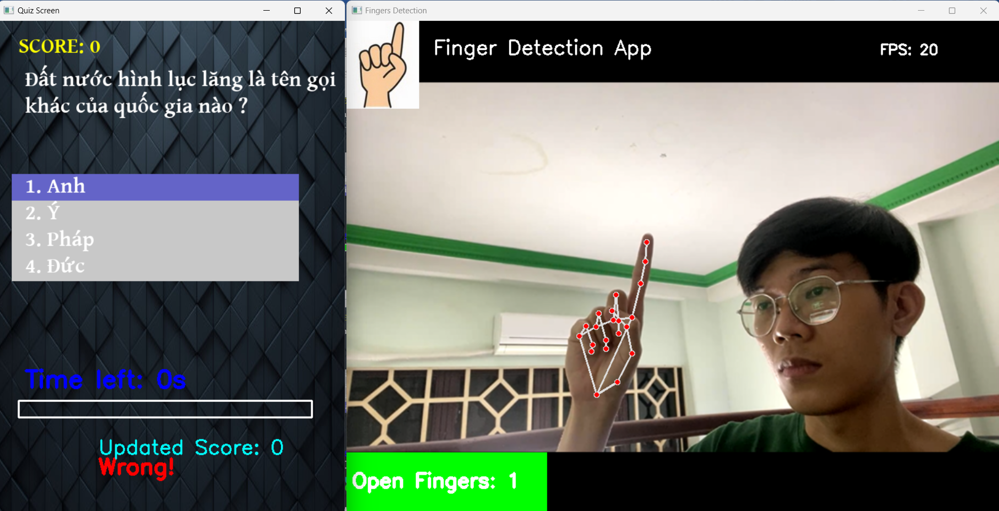 Quiz Screen
SCORE: 0
Đất nước hình lục lăng là tên gọi
khác của quốc gia nào ?
1. Anh
2. Ý
3. Pháp
4. Đức
Time left: 0s
Updated Score: 0
Wrong!
Fingers Detection
Finger Detection App
FPS: 20
Open Fingers: 1